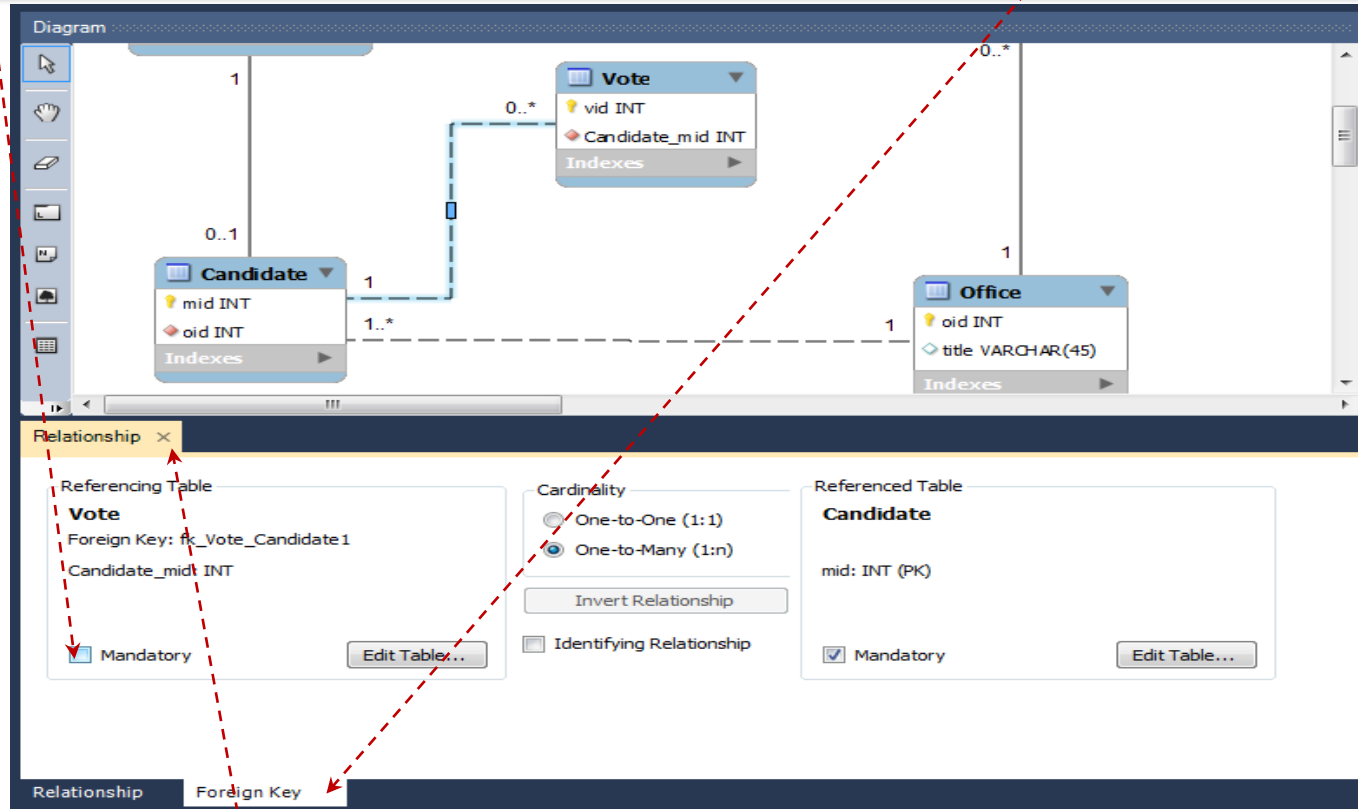 Diagram
0..*
1
Vote
0..*
vid INT
Candidate_mid INT
Indexes
0..1
1
Candidate
1
Office
mid INT
1..*
1
oid INT
oid INT
title VARCHAR(45)
Indexes
Indexes
Relationship
Referencing Table
Vote
Foreign Key: fk_Vote_Candidate1
Candidate_mid: INT
Mandatory
Edit Table...
Cardinality
One-to-One (1:1)
One-to-Many (1:n)
Invert Relationship
Identifying Relationship
Referenced Table
Candidate
mid: INT (PK)
Mandatory
Edit Table...
Relationship
Foreign Key